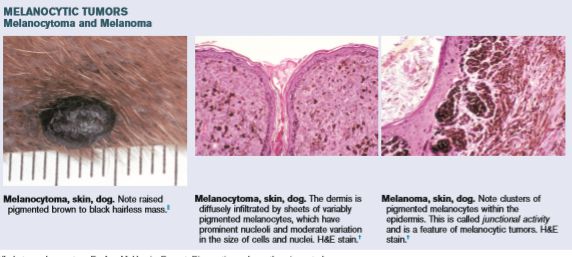 MELANOCYTIC TUMORS
Melanocytoma and Melanoma
Melanocytoma, skin, dog. Note raised
pigmented brown to black hairless mass.‡
Melanocytoma, skin, dog. The dermis is
diffusely infiltrated by sheets of variably
pigmented melanocytes, which have
prominent nucleoli and moderate variation
in the size of cells and nuclei. H&E stain.†
Melanoma, skin, dog. Note clusters of
pigmented melanocytes within the
epidermis. This is called junctional activity
and is a feature of melanocytic tumors. H&E
stain.†